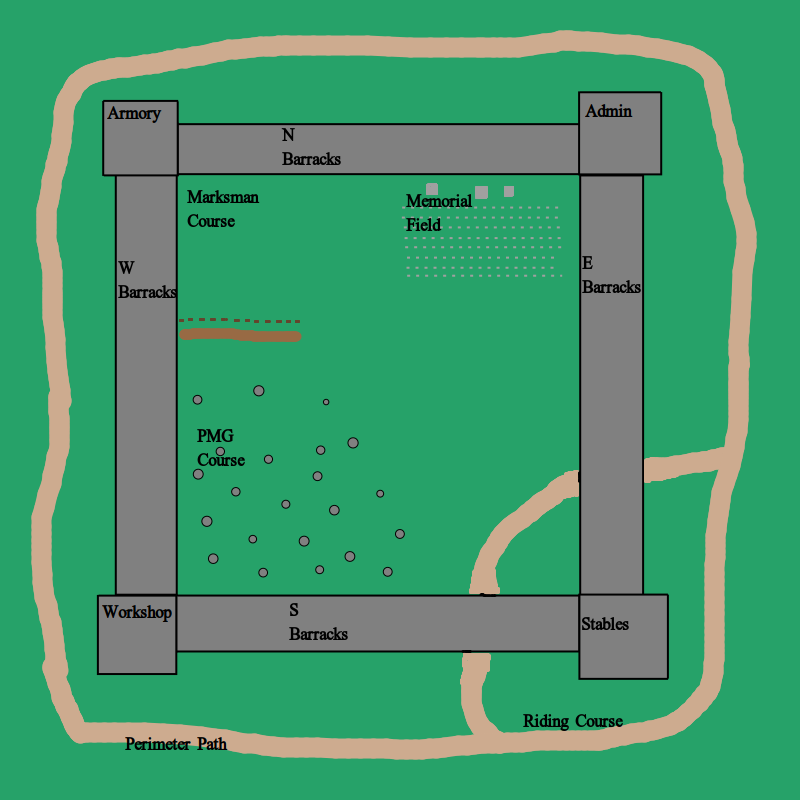 Armory
Admin
N
Barracks
Marksman
Course
Memorial
Field
W
Barracks
E
Barracks
PMG
Course
Workshop
S
Barracks
Stables
Riding Course
Perimeter Path